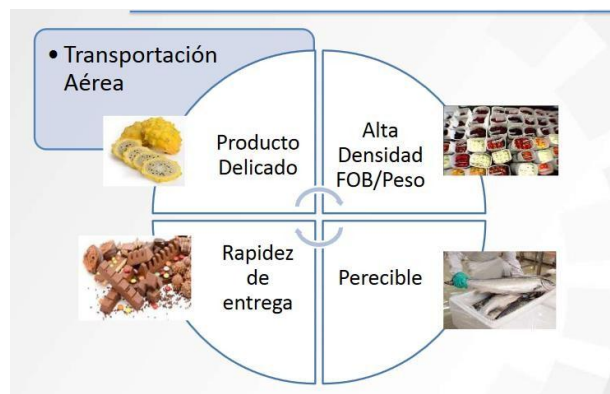 • Transportación
Aérea
Producto
Delicado
Alta
Densidad
FOB/Peso
Rapidez
de
entrega
Perecible